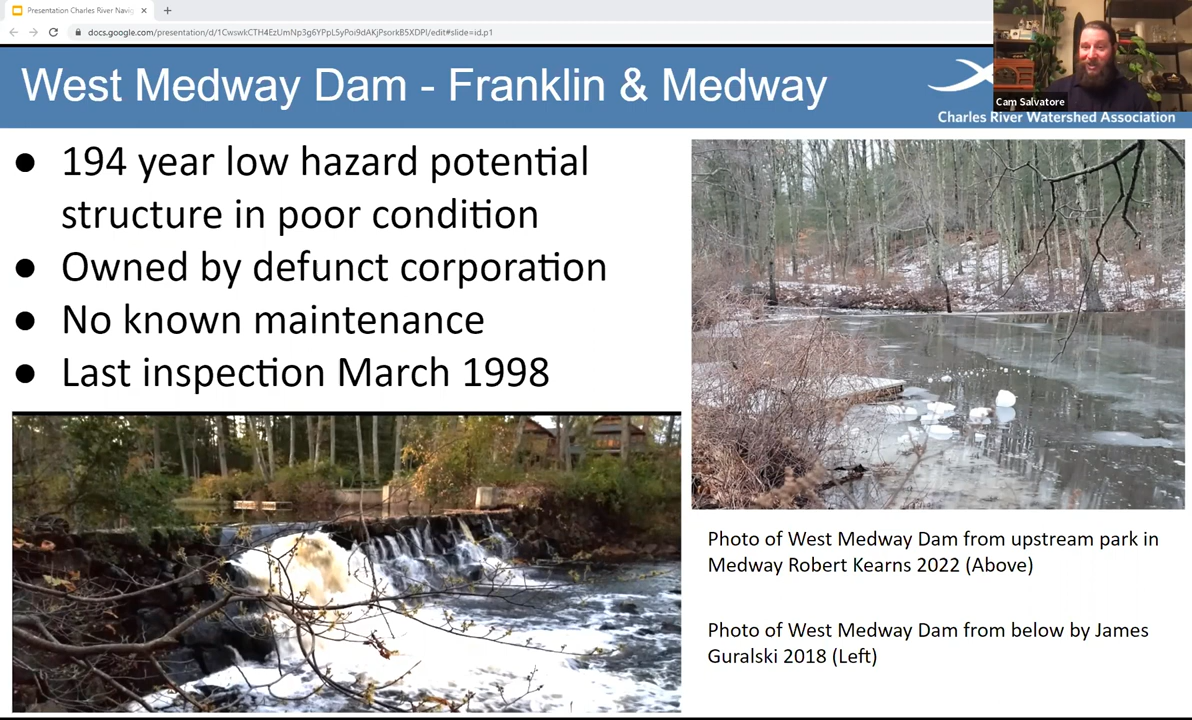 Presentation Charles River Navig
docs.google.com/presentation/d/1CwswkCTH4EzUmNp3g6YPpL5yPoi9dAKjPsorkB5XDPI/edit#slide=id.p1
West Medway Dam - Franklin & Medway
Cam Salvatore
Charles River Watershed Association
● 194 year low hazard potential
structure in poor condition
● Owned by defunct corporation
● No known maintenance
● Last inspection March 1998
Photo of West Medway Dam from upstream park in
Medway Robert Kearns 2022 (Above)
Photo of West Medway Dam from below by James
Guralski 2018 (Left)